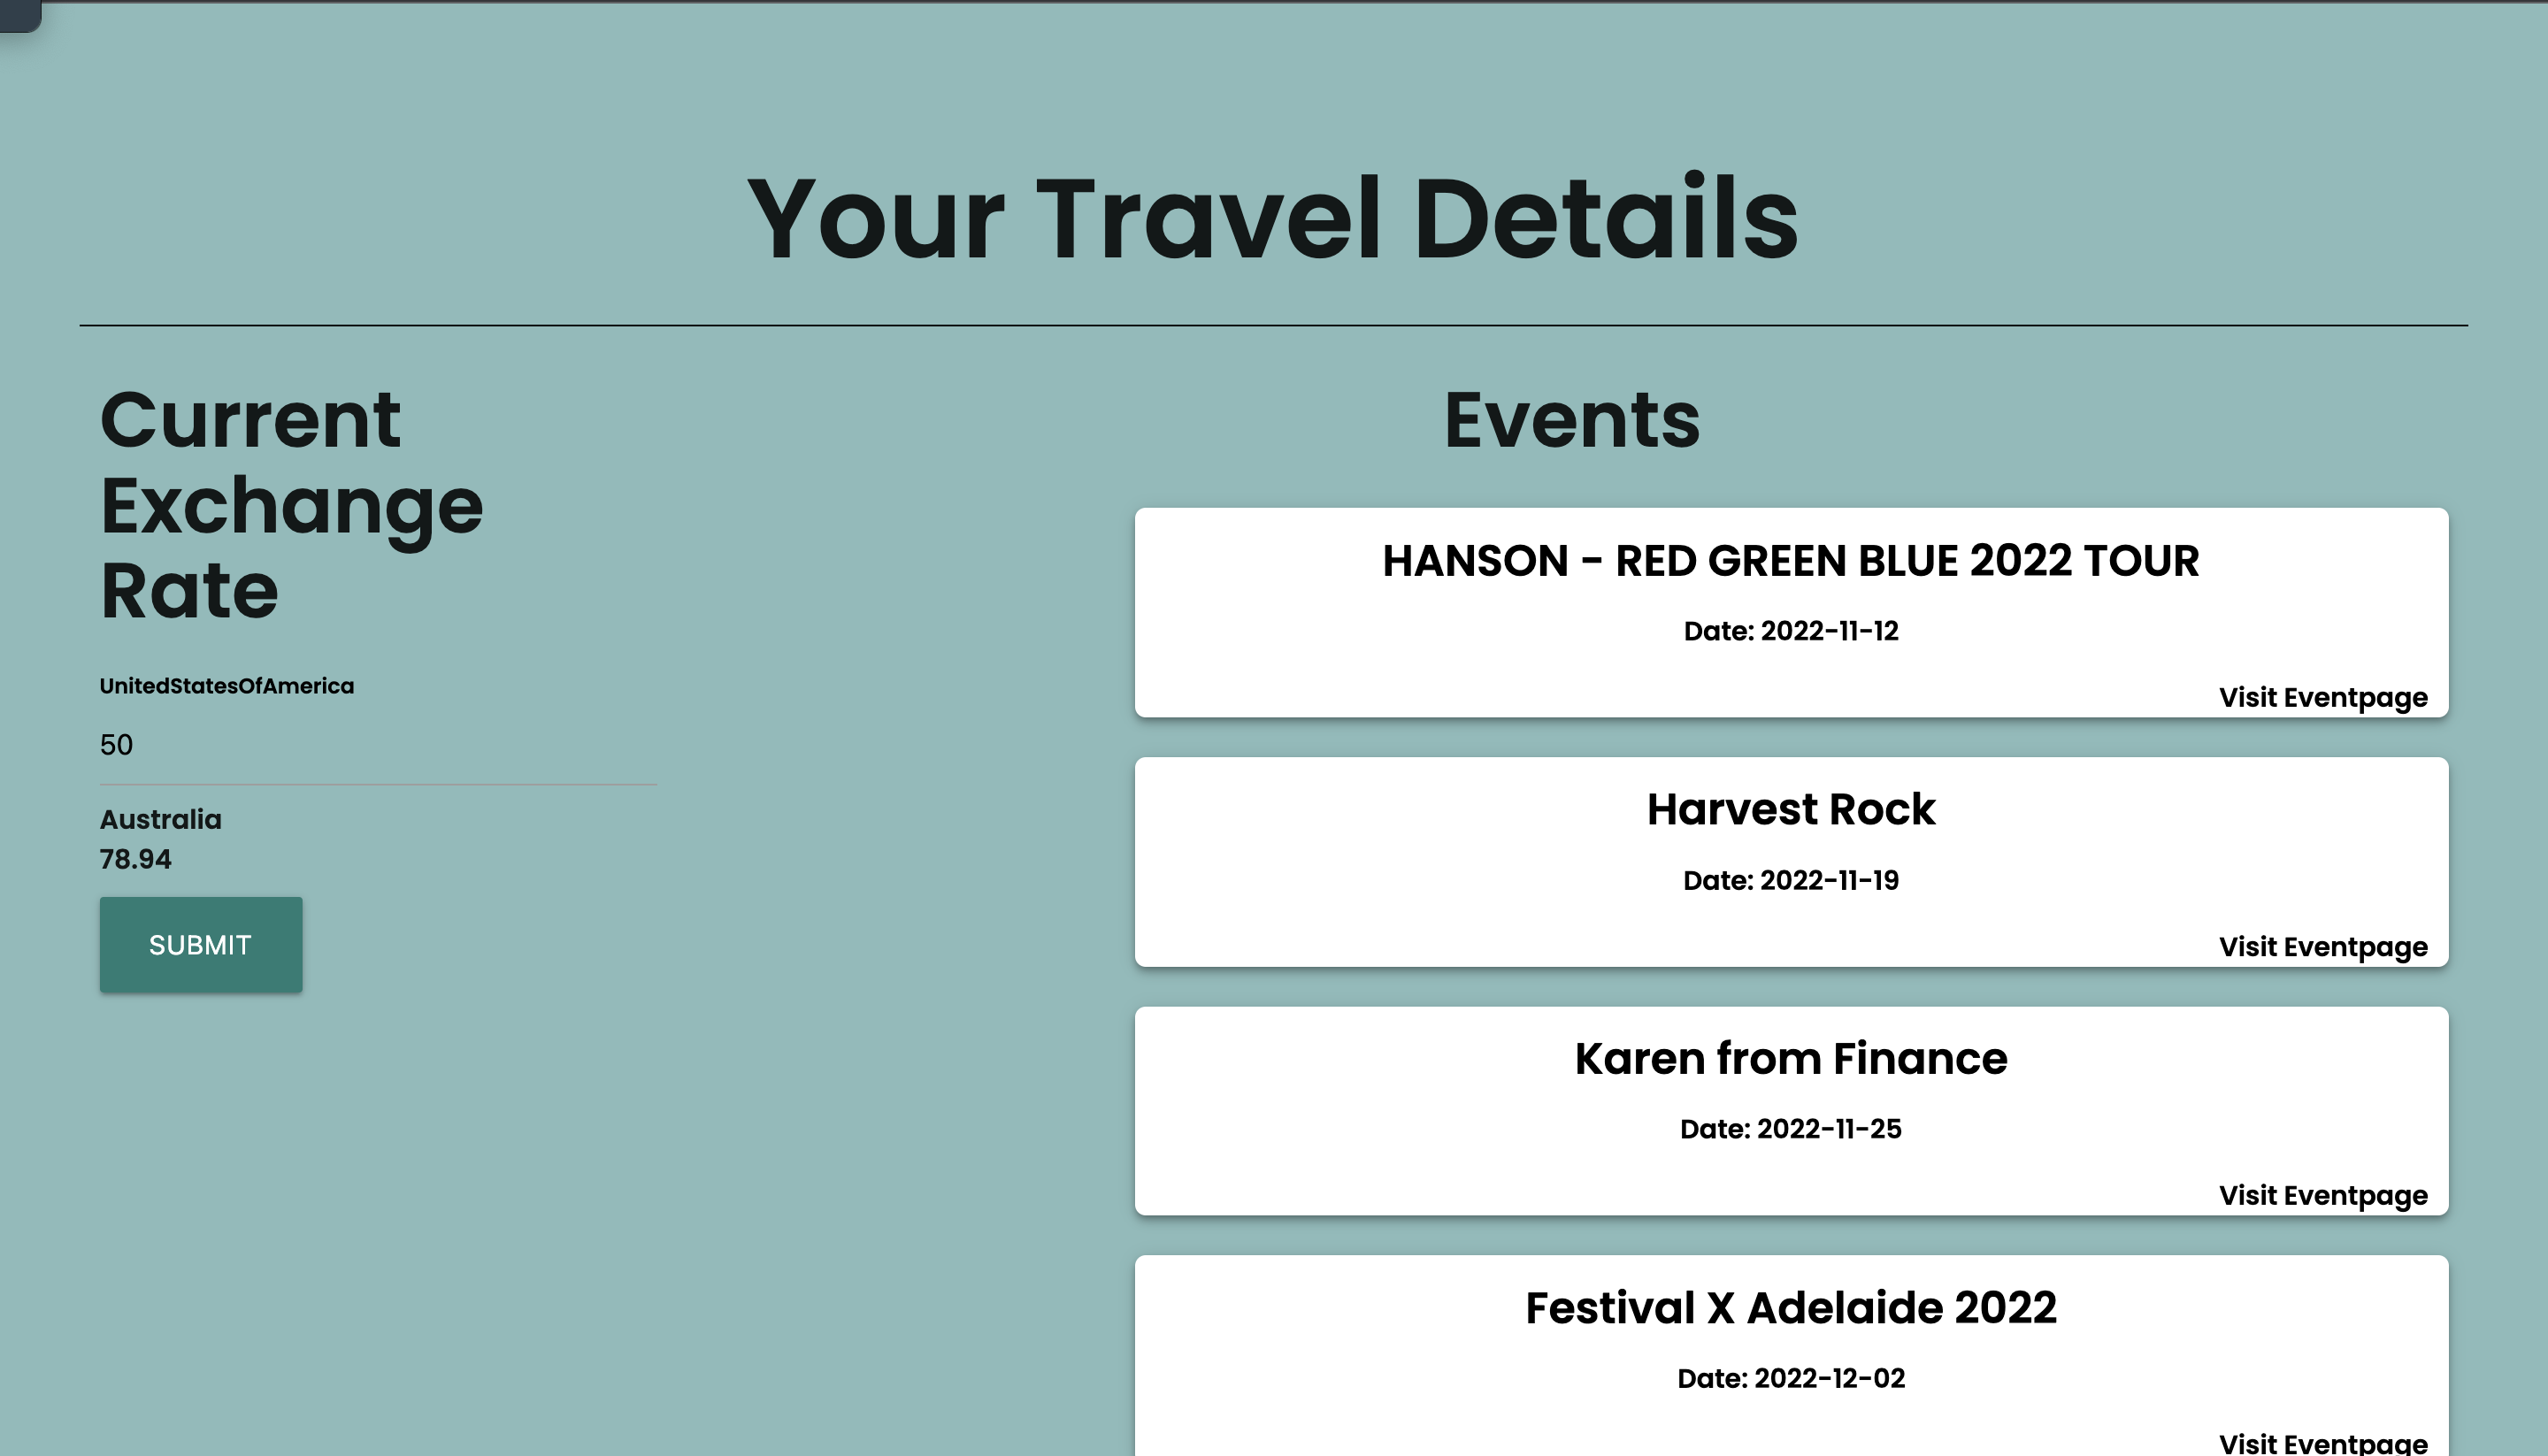 Your Travel Details
Current
Exchange
Rate
UnitedStatesOfAmerica
50
Australia
78.94
SUBMIT
Events
HANSON - RED GREEN BLUE 2022 TOUR
Date: 2022-11-12
Visit Eventpage
Harvest Rock
Date: 2022-11-19
Visit Eventpage
Karen from Finance
Date: 2022-11-25
Visit Eventpage
Festival X Adelaide 2022
Date: 2022-12-02
Visit Eventpage